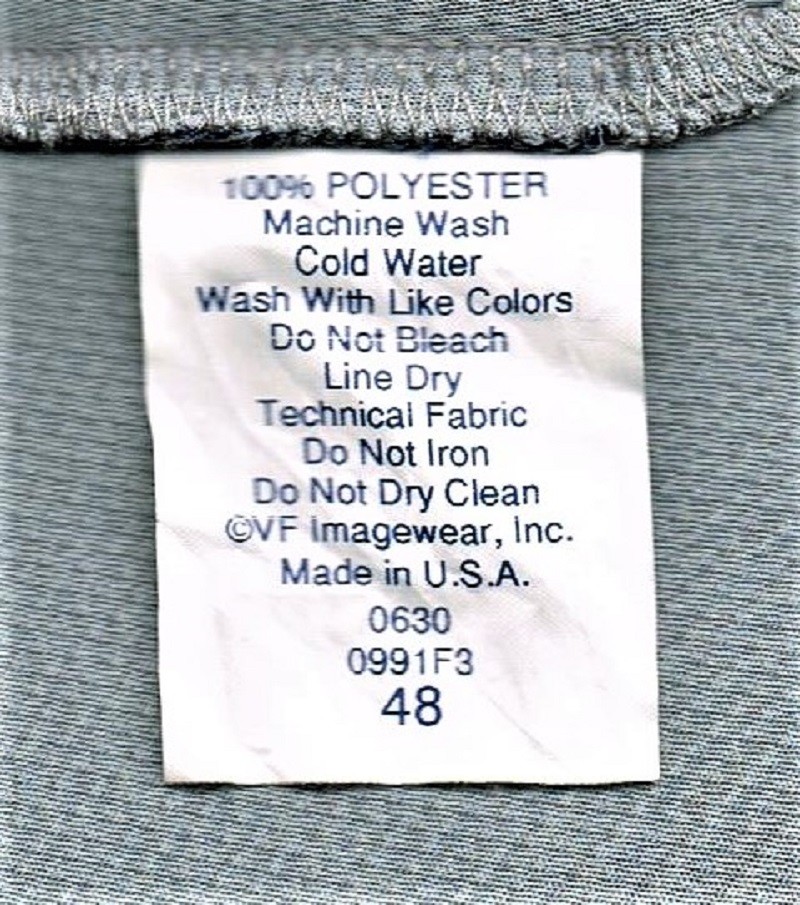 100% POLYESTER
Machine Wash
Cold Water
Wash With Like Colors
Do Not Bleach
Line Dry
Technical Fabric
Do Not Iron
Do Not Dry Clean
©VF Imagewear, Inc.
Made in U.S.A.
0630
0991F3
48